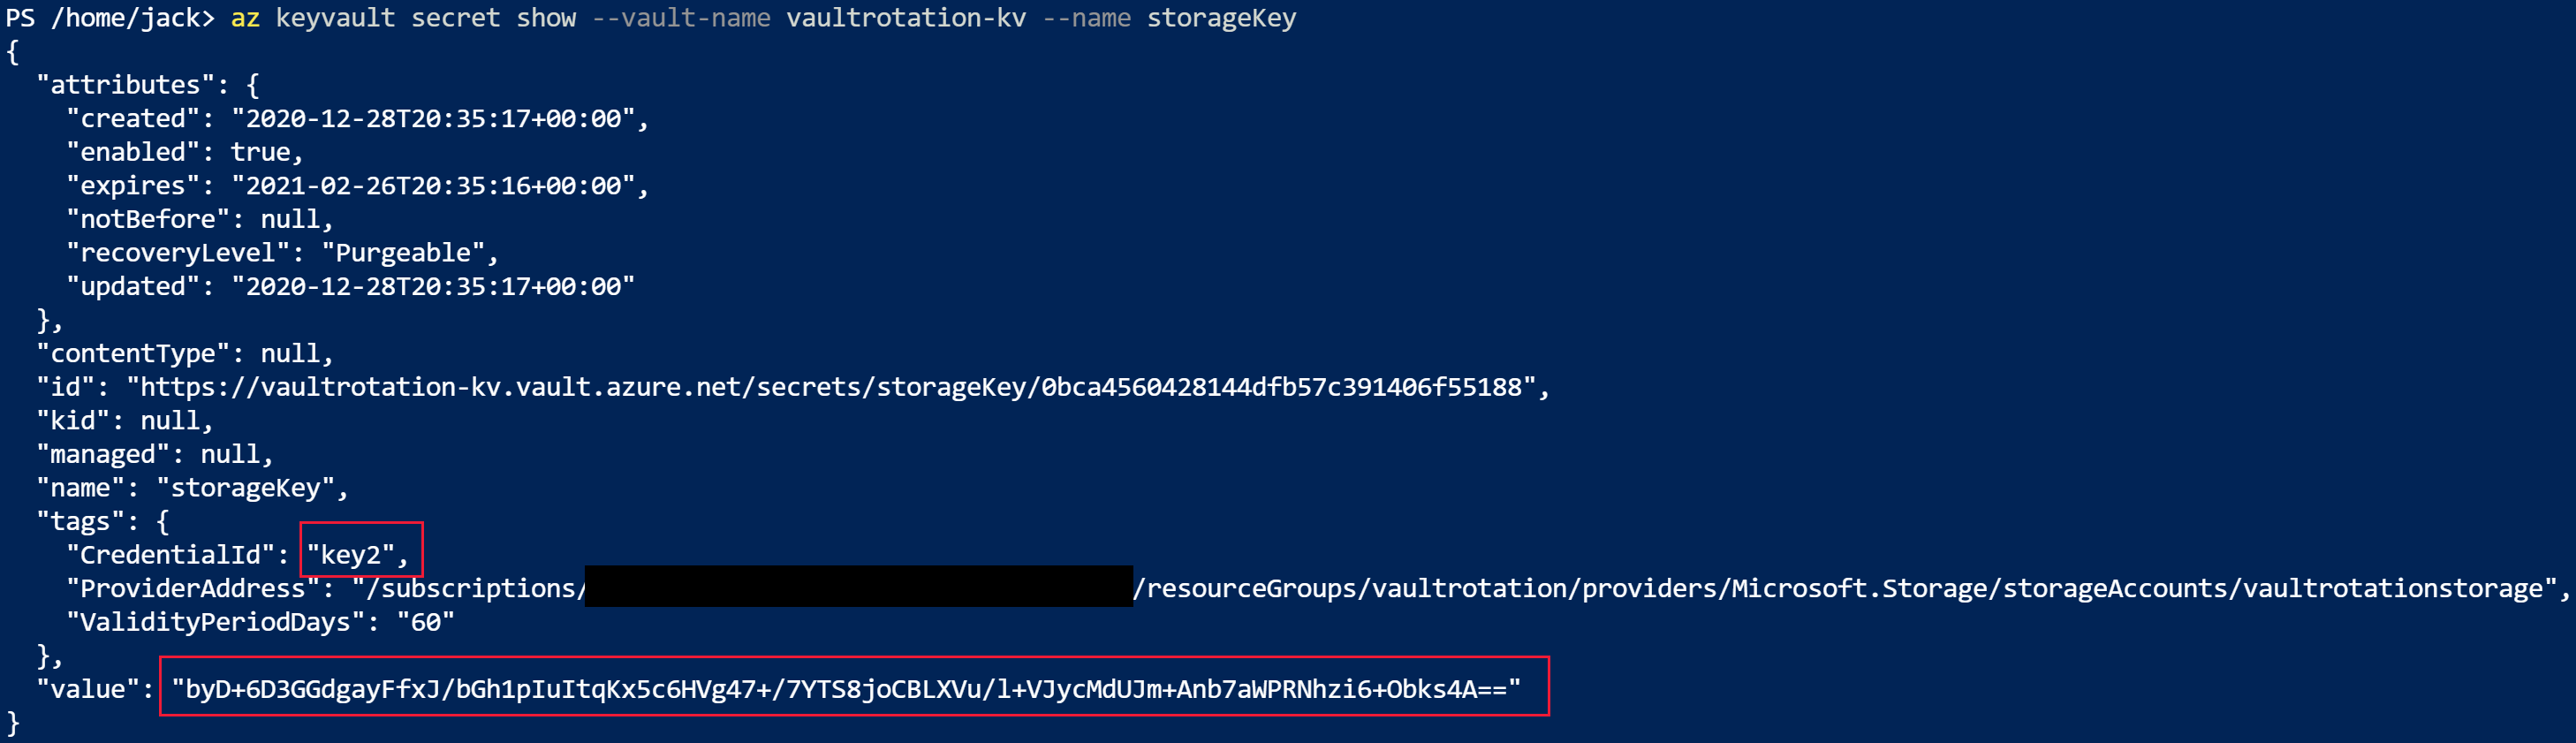 PS /home/jack> az keyvault secret show --vault-name vaultrotation-kv --name storageKey
{
  "attributes": {
    "created": "2020-12-28T20:35:17+00:00",
    "enabled": true,
    "expires": "2021-02-26T20:35:16+00:00",
    "notBefore": null,
    "recoveryLevel": "Purgeable",
    "updated": "2020-12-28T20:35:17+00:00"
  },
  "contentType": null,
  "id": "https://vaultrotation-kv.vault.azure.net/secrets/storageKey/0bca4560428144dfb57c391406f55188",
  "kid": null,
  "managed": null,
  "name": "storageKey",
  "tags": {
    "CredentialId": "key2",
    "ProviderAddress": "/subscriptions/ /resourceGroups/vaultrotation/providers/Microsoft.Storage/storageAccounts/vaultrotationstorage",
    "ValidityPeriodDays": "60"
  },
  "value": "byD+6D3GGdgayFfxJ/bGh1pIuItqKx5c6HVg47+/7YTS8joCBLXVu/l+VJycMdUJm+Anb7aWPRNhzi6+Obks4A=="
}